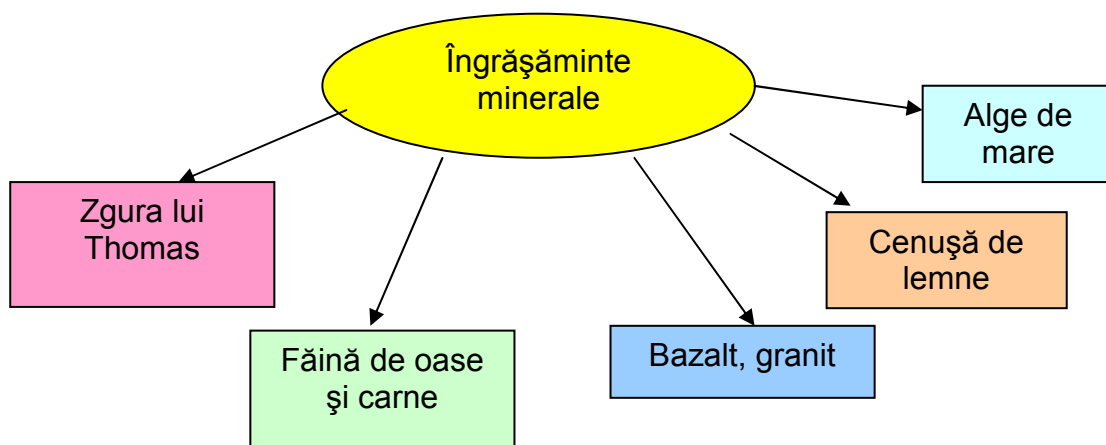 Îngrăşăminte
minerale
Alge de
mare
Zgura lui
Thomas
Cenuşă de
lemne
Făină de oase
şi carne
Bazalt, granit